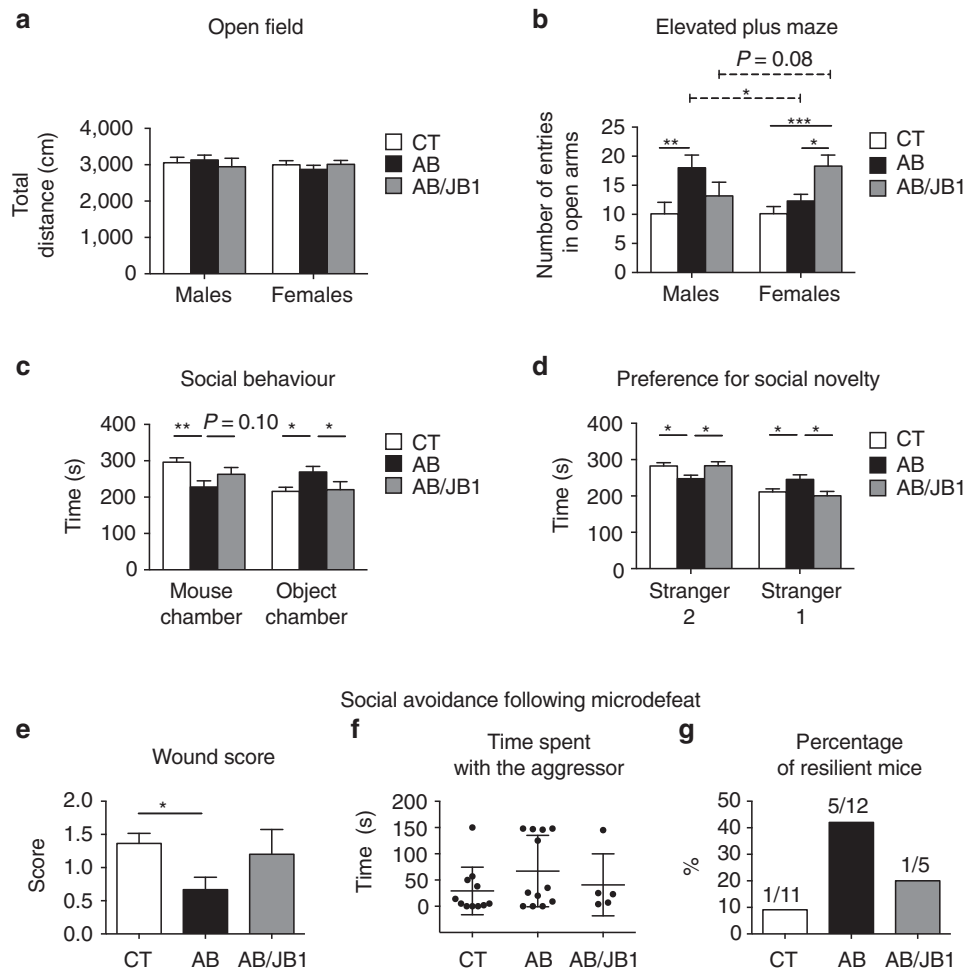 a
Open field
Total
distance (cm)
4,000
3,000
2,000
1,000
0
Males
Females
CT
AB
AB/JB1
b
Elevated plus maze
P = 0.08
*
**
***
*
Number of entries
in open arms
25
20
15
10
5
0
Males
Females
CT
AB
AB/JB1
c
Social behaviour
Time (s)
400
300
200
100
0
**
P = 0.10
*
*
Mouse
chamber
Object
chamber
CT
AB
AB/JB1
d
Preference for social novelty
Time (s)
400
300
200
100
0
*
*
*
*
Stranger
2
Stranger
1
CT
AB
AB/JB1
Social avoidance following microdefeat
e
Wound score
Score
2.0
1.5
1.0
0.5
0.0
*
CT
AB
AB/JB1
f
Time spent
with the aggressor
Time (s)
200
150
100
50
0
CT
AB
AB/JB1
g
Percentage
of resilient mice
%
50
40
30
20
10
0
1/11
5/12
1/5
CT
AB
AB/JB1